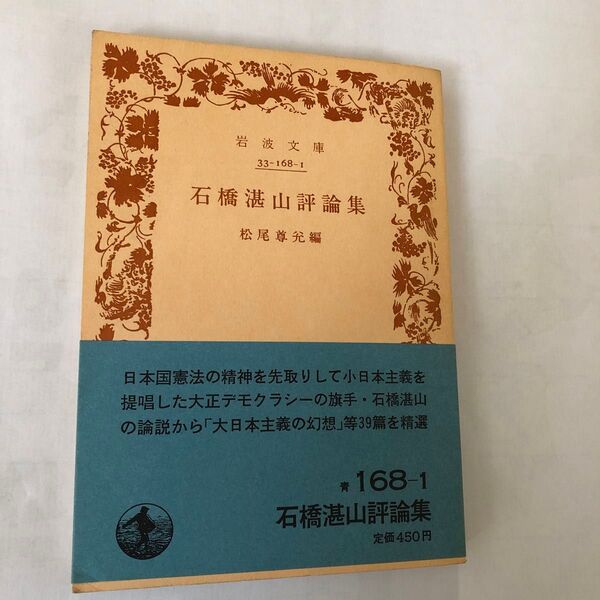 岩波文庫
33-168-1
石橋湛山評論集
松尾尊兊編
日本国憲法の精神を先取りして小日本主義を
提唱した大正デモクラシーの旗手・石橋湛山
の論説から「大日本主義の幻想」等39篇を精選
青 168-1
石橋湛山評論集
定価450円